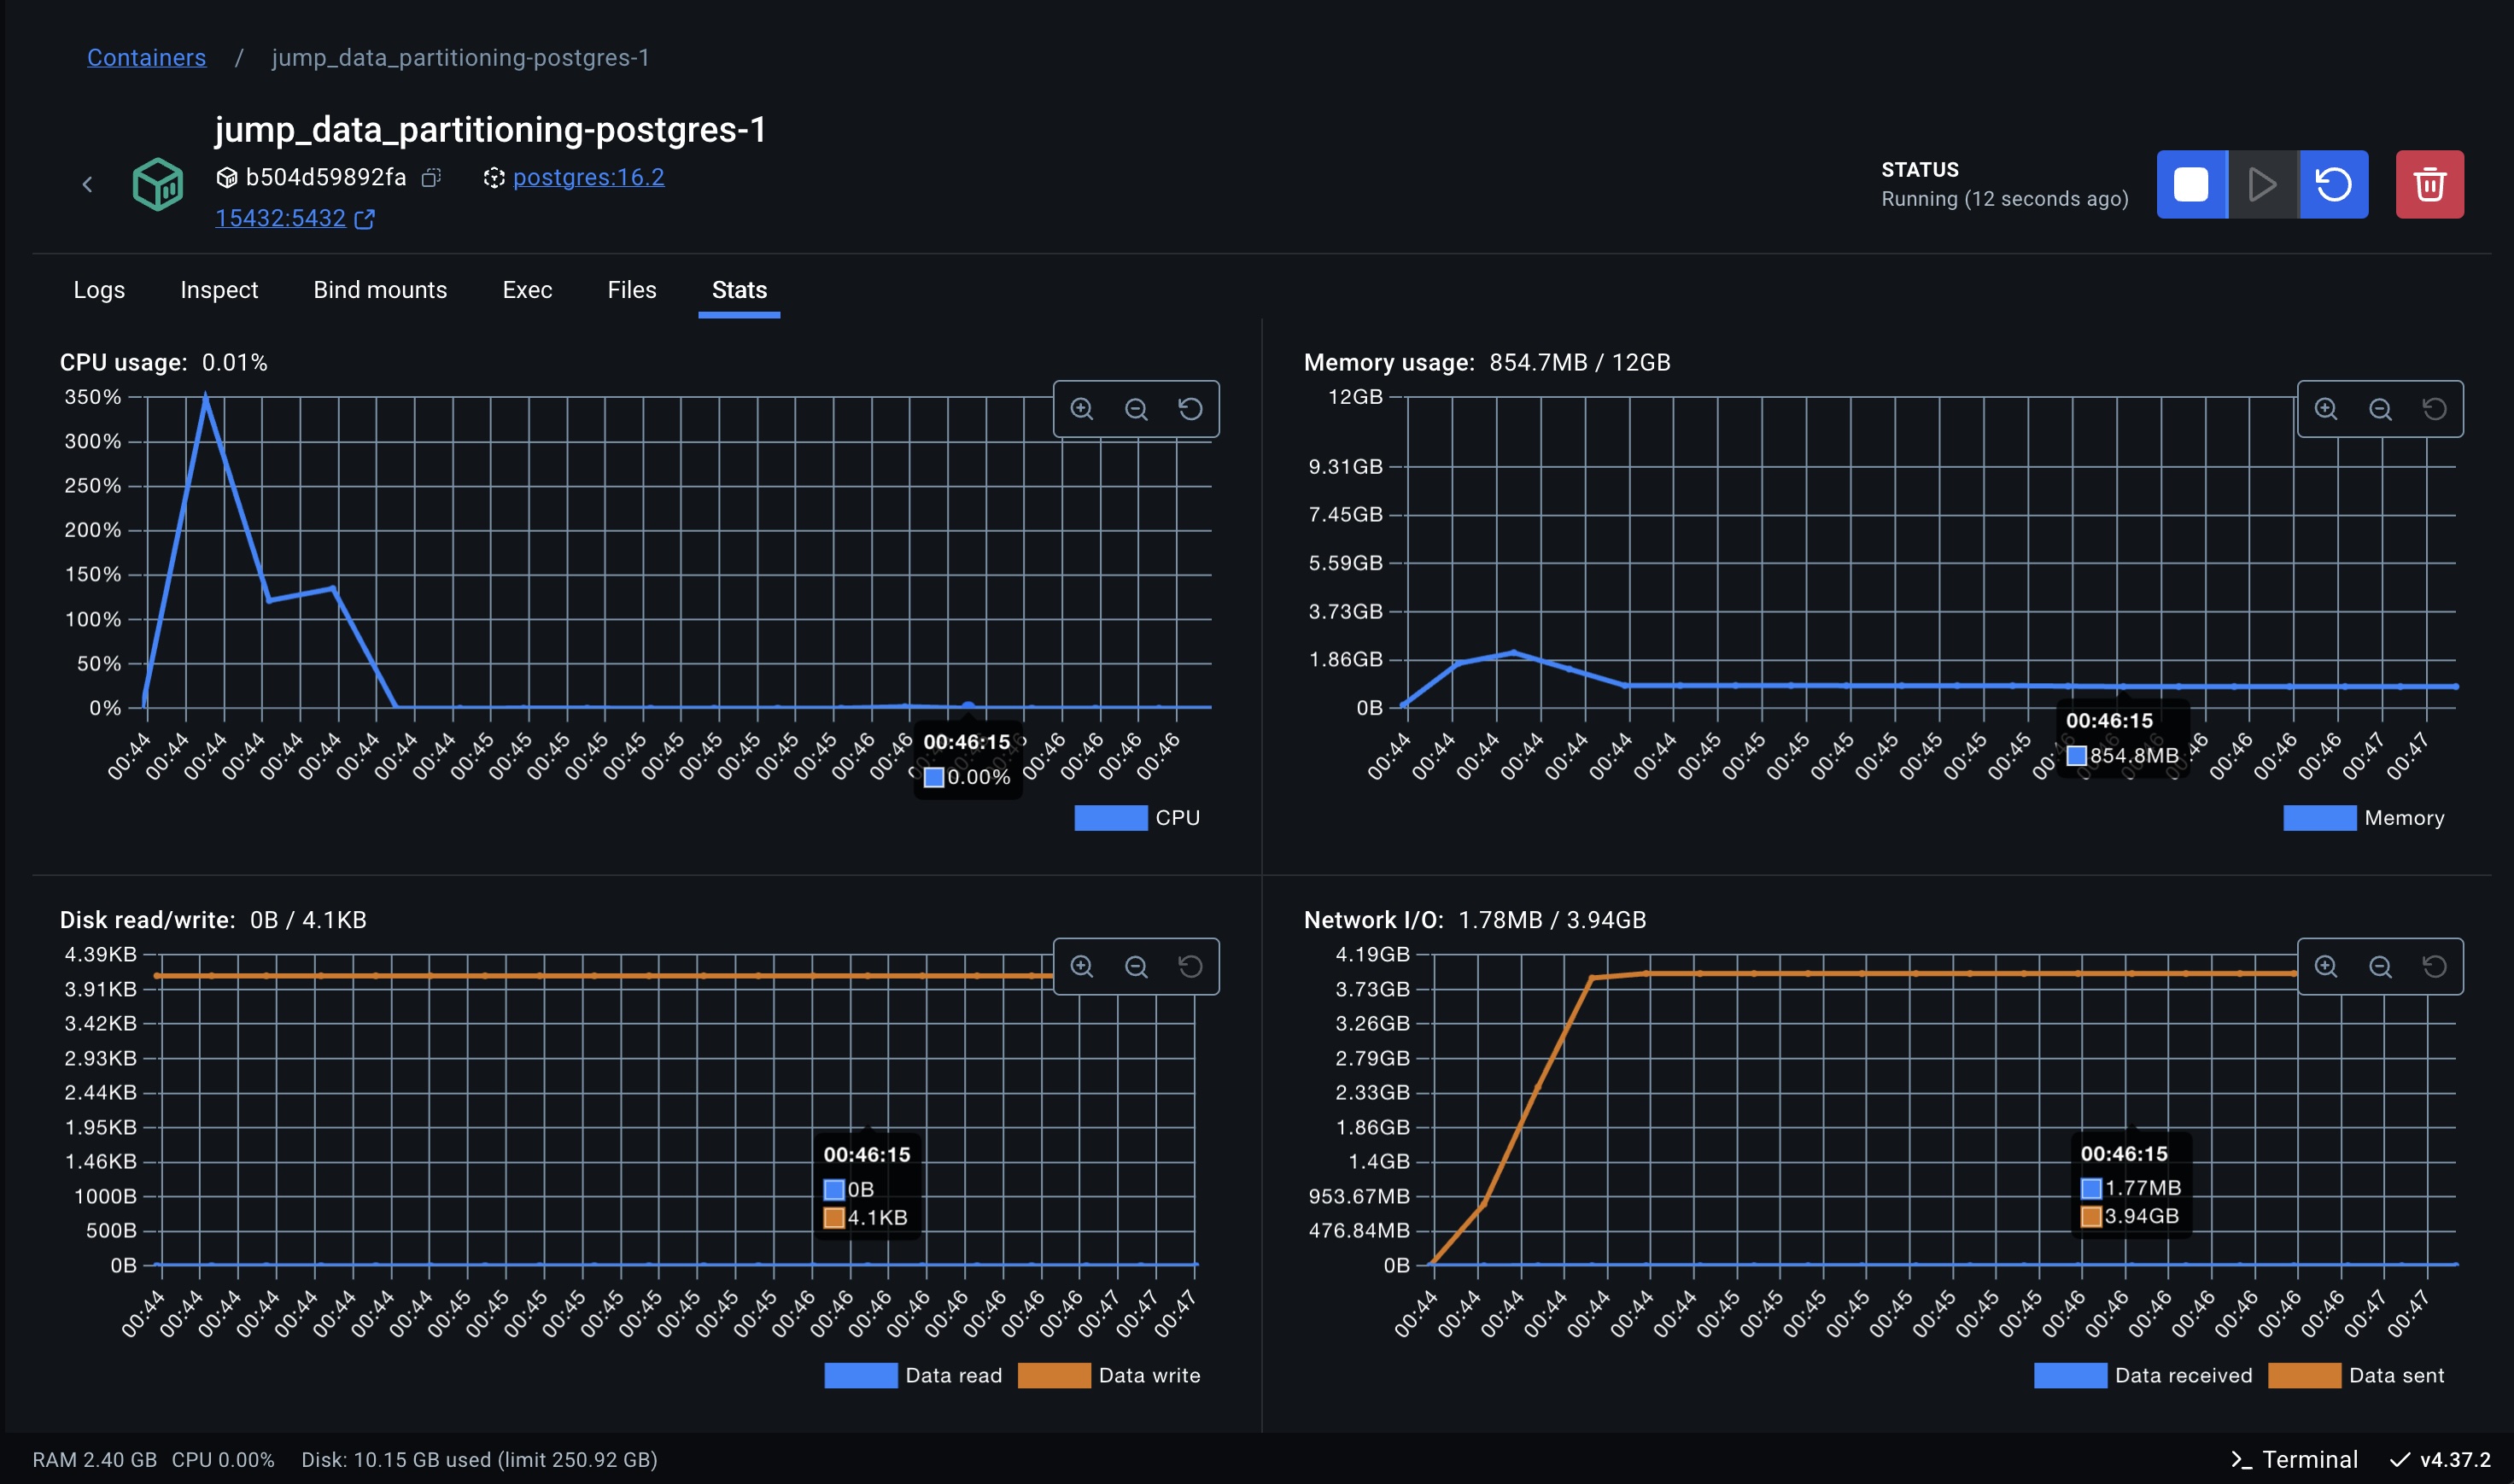 Containers / jump_data_partitioning-postgres-1
jump_data_partitioning-postgres-1
b504d59892fa postgres:16.2
15432:5432
STATUS
Running (12 seconds ago)
Logs Inspect Bind mounts Exec Files Stats
CPU usage: 0.01%
350%
300%
250%
200%
150%
100%
50%
0%
00:44 00:44 00:44 00:44 00:44 00:44 00:44 00:44 00:44 00:45 00:45 00:45 00:45 00:45 00:45 00:45 00:45 00:45 00:45 00:46 00:46 00:46 00:46 00:46 00:46 00:46
00:46:15
0.00%
CPU
Memory usage: 854.7MB / 12GB
12GB
9.31GB
7.45GB
5.59GB
3.73GB
1.86GB
0B
00:44 00:44 00:44 00:44 00:44 00:44 00:44 00:45 00:45 00:45 00:45 00:45 00:45 00:45 00:45 00:46 00:46 00:46 00:46 00:46 00:47 00:47
00:46:15
854.8MB
Memory
Disk read/write: 0B / 4.1KB
4.39KB
3.91KB
3.42KB
2.93KB
2.44KB
1.95KB
1.46KB
1000B
500B
0B
00:44 00:44 00:44 00:44 00:44 00:44 00:44 00:44 00:45 00:45 00:45 00:45 00:45 00:45 00:45 00:45 00:45 00:46 00:46 00:46 00:46 00:46 00:46 00:46 00:46 00:47 00:47 00:47
00:46:15
0B
4.1KB
Data read Data write
Network I/O: 1.78MB / 3.94GB
4.19GB
3.73GB
3.26GB
2.79GB
2.33GB
1.86GB
1.4GB
953.67MB
476.84MB
0B
00:44 00:44 00:44 00:44 00:44 00:44 00:44 00:45 00:45 00:45 00:45 00:45 00:45 00:45 00:45 00:46 00:46 00:46 00:46 00:46 00:46 00:46 00:47 00:47
00:46:15
1.77MB
3.94GB
Data received Data sent
RAM 2.40 GB CPU 0.00% Disk: 10.15 GB used (limit 250.92 GB)
Terminal v4.37.2